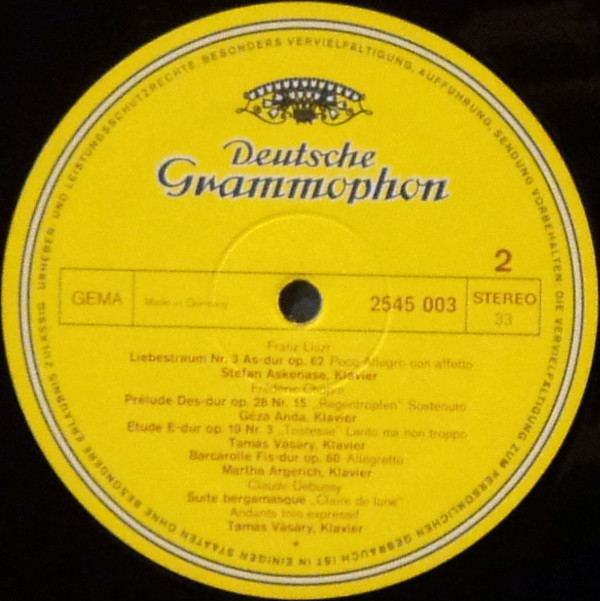 URHEBER- UND LEISTUNGSSCHUTZRECHTE, BESONDERS VERVIELFÄLTIGUNG, AUFFÜHRUNG, SENDUNG VORBEHALTEN; DIE VERVIELFÄLTIGUNG ZUM PERSÖNLICHEN GEBRAUCH IST IN EINIGEN STAATEN OHNE BESONDERE ERLAUBNIS ZULÄSSIG
Deutsche
Grammophon
2
GEMA Made in Germany 2545 003 STEREO
33
Franz Liszt
Liebestraum Nr. 3 As-dur op. 62 Poco Allegro con affetto
Stefan Askenase, Klavier
Frédéric Chopin
Prélude Des-dur op. 28 Nr. 15 „Regentropfen“ Sostenuto
Géza Anda, Klavier
Etude E-dur op. 10 Nr. 3 „Tristesse“ Lento ma non troppo
Tamás Vásáry, Klavier
Barcarolle Fis-dur op. 60 Allegretto
Martha Argerich, Klavier
Claude Debussy
Suite bergamasque „Claire de lune“
Andante très expressif
Tamás Vásáry, Klavier